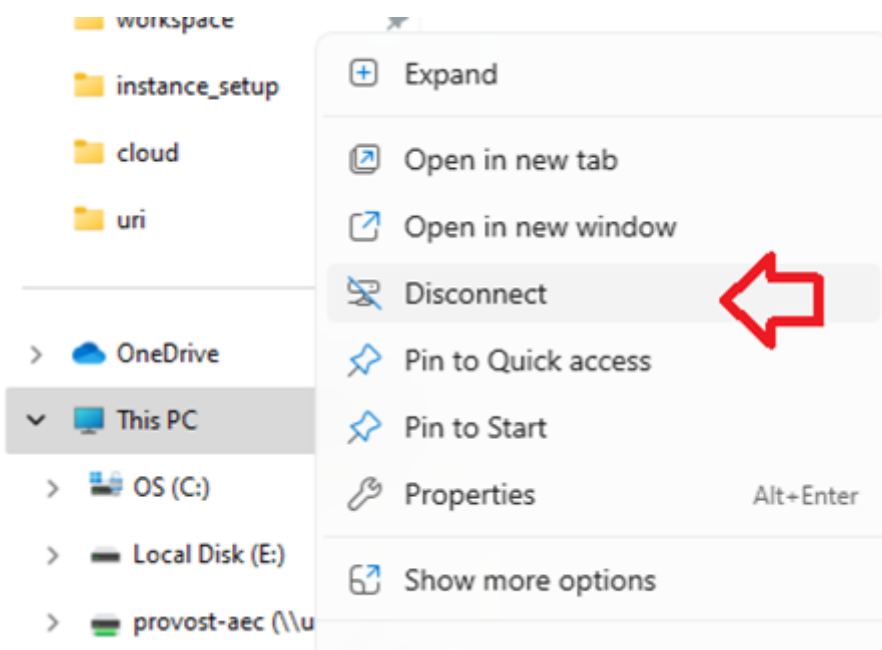 workspace
instance_setup
cloud
uri
OneDrive
This PC
OS (C:)
Local Disk (E:)
provost-aec (\\u
Expand
Open in new tab
Open in new window
Disconnect
Pin to Quick access
Pin to Start
Properties Alt+Enter
Show more options